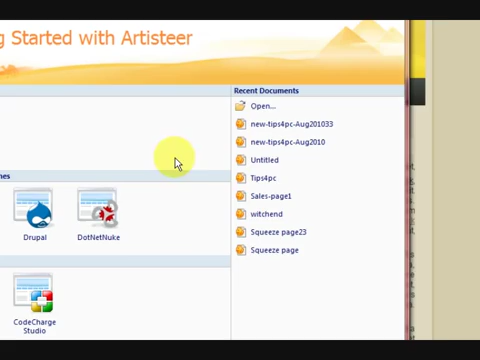 g Started with Artisteer
Recent Documents
Open...
new-tips4pc-Aug201033
new-tips4pc-Aug2010
Untitled
Tips4pc
Sales-page1
witchend
Squeeze page23
Squeeze page
nes
Drupal
DotNetNuke
CodeCharge
Studio